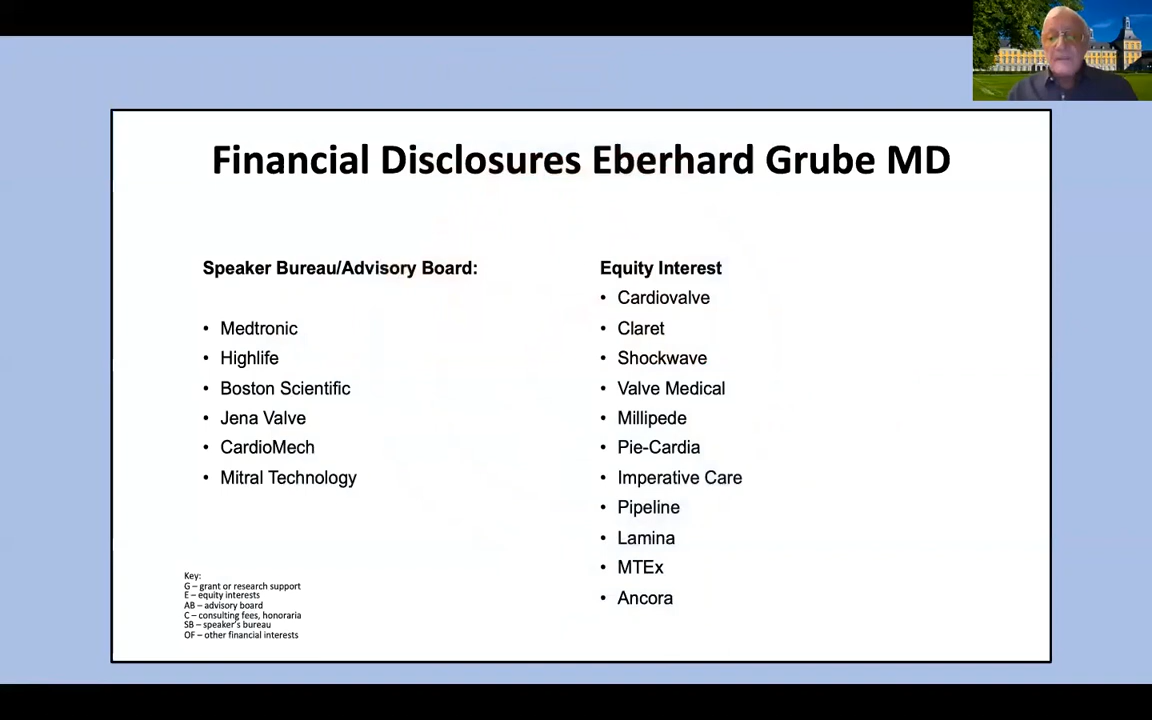 Financial Disclosures Eberhard Grube MD
Speaker Bureau/Advisory Board:
• Medtronic
• Highlife
• Boston Scientific
• Jena Valve
• CardioMech
• Mitral Technology
Equity Interest
• Cardiovalve
• Claret
• Shockwave
• Valve Medical
• Millipede
• Pie-Cardia
• Imperative Care
• Pipeline
• Lamina
• MTEx
• Ancora
Key:
G – grant or research support
E – equity interests
AB – advisory board
C – consulting fees, honoraria
SB – speaker's bureau
OF – other financial interests